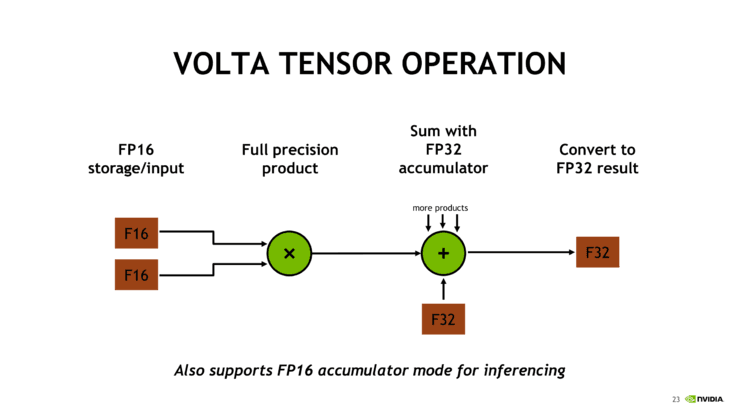 VOLTA TENSOR OPERATION
FP16
storage/input
Full precision
product
Sum with
FP32
accumulator
Convert to
FP32 result
more products
F16
F16
×
+
F32
F32
Also supports FP16 accumulator mode for inferencing
23 NVIDIA